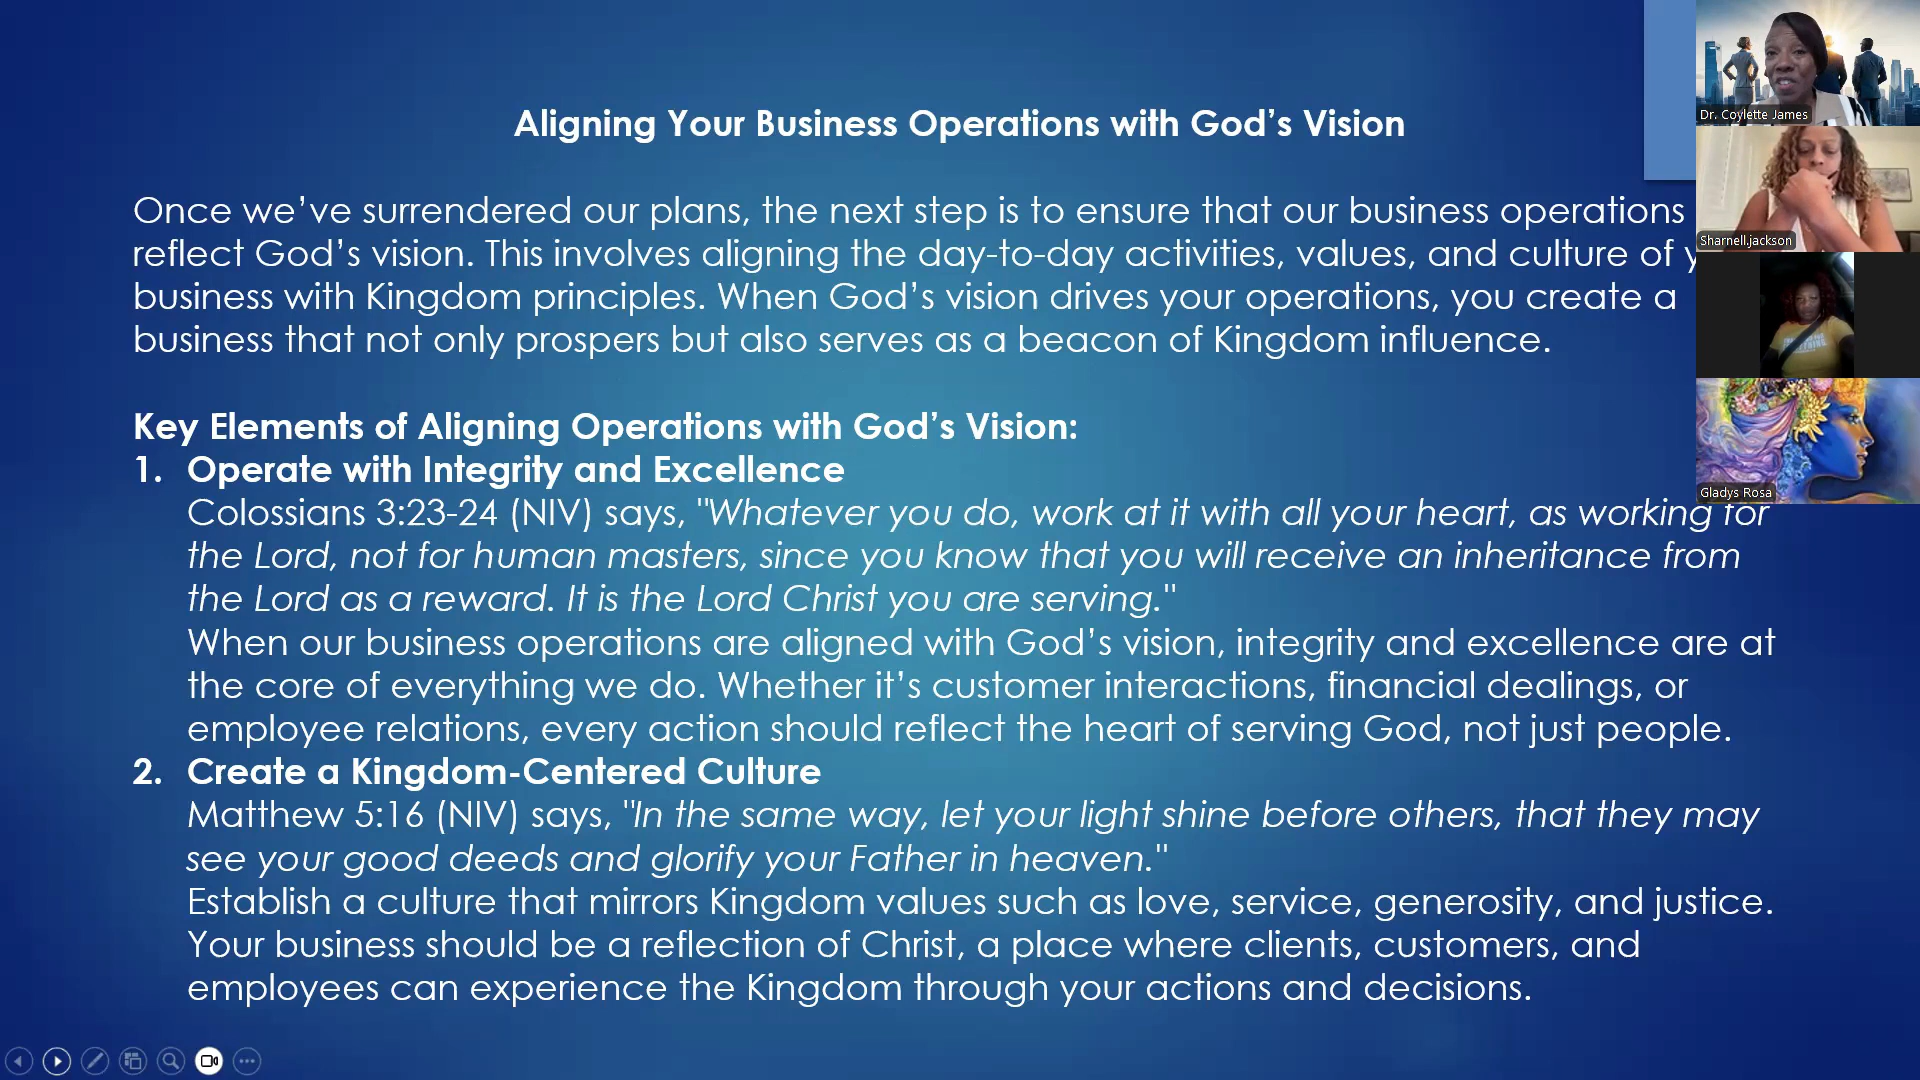 Aligning Your Business Operations with God’s Vision
Once we’ve surrendered our plans, the next step is to ensure that our business operations
reflect God’s vision. This involves aligning the day-to-day activities, values, and culture of
business with Kingdom principles. When God’s vision drives your operations, you create a
business that not only prospers but also serves as a beacon of Kingdom influence.
Key Elements of Aligning Operations with God’s Vision:
1. Operate with Integrity and Excellence
Colossians 3:23-24 (NIV) says, "Whatever you do, work at it with all your heart, as working for
the Lord, not for human masters, since you know that you will receive an inheritance from
the Lord as a reward. It is the Lord Christ you are serving."
When our business operations are aligned with God’s vision, integrity and excellence are at
the core of everything we do. Whether it’s customer interactions, financial dealings, or
employee relations, every action should reflect the heart of serving God, not just people.
2. Create a Kingdom-Centered Culture
Matthew 5:16 (NIV) says, "In the same way, let your light shine before others, that they may
see your good deeds and glorify your Father in heaven."
Establish a culture that mirrors Kingdom values such as love, service, generosity, and justice.
Your business should be a reflection of Christ, a place where clients, customers, and
employees can experience the Kingdom through your actions and decisions.
Dr. Coylette James
Sharnell.jackson
Gladys Rosa